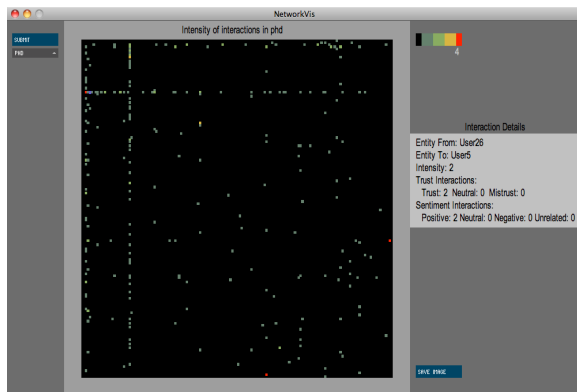 NetworkVis
SUBMIT
PHD
Intensity of interactions in phd
4
Interaction Details
Entity From: User26
Entity To: User5
Intensity: 2
Trust Interactions:
Trust: 2 Neutral: 0 Mistrust: 0
Sentiment Interactions:
Positive: 2 Neutral: 0 Negative: 0 Unrelated: 0
SAVE IMAGE